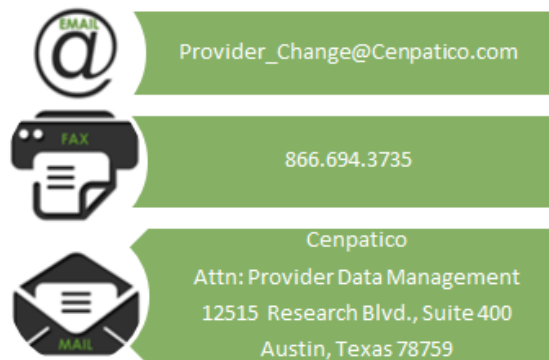 EMAIL
@
Provider_Change@Cenpatico.com
FAX
866.694.3735
Cenpatico
Attn: Provider Data Management
12515 Research Blvd., Suite 400
Austin, Texas 78759
MAIL